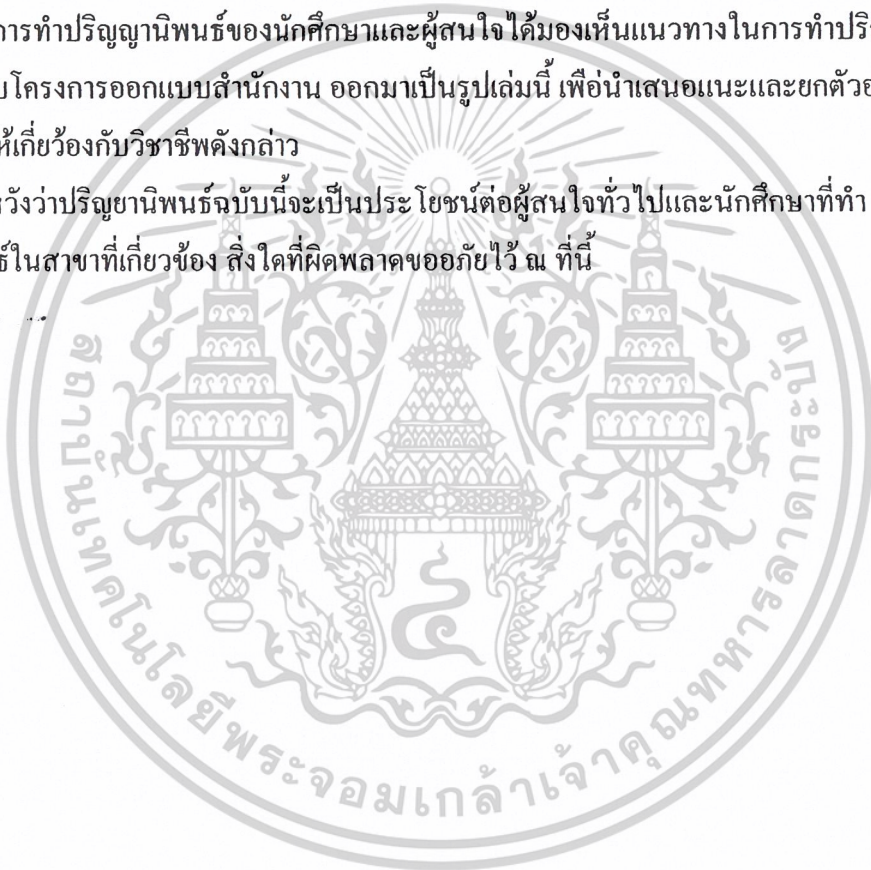 การทำปริญญานิพนธ์ของนักศึกษาและผู้สนใจได้มองเห็นแนวทางในการทำปริ
โครงการออกแบบสำนักงาน ออกมาเป็นรูปเล่มนี้ เพื่อนำเสนอแนะและยกตัวอ
ห้เกี่ยว้องกับวิชาชีพดังกล่าว
หวังว่าปริญยานิพนธ์ฉบับนี้จะเป็นประโยชน์ต่อผู้สนใจทั่วไปและนักศึกษาที่ทำ
ธ์ในสาขาที่เกี่ยวข้อง สิ่งใดที่ผิดพลาดขออภัยไว้ ณ ที่นี้
สถาบันเทคโนโลยีพระจอมเกล้าเจ้าคุณทหารลาดกระบัง
๔